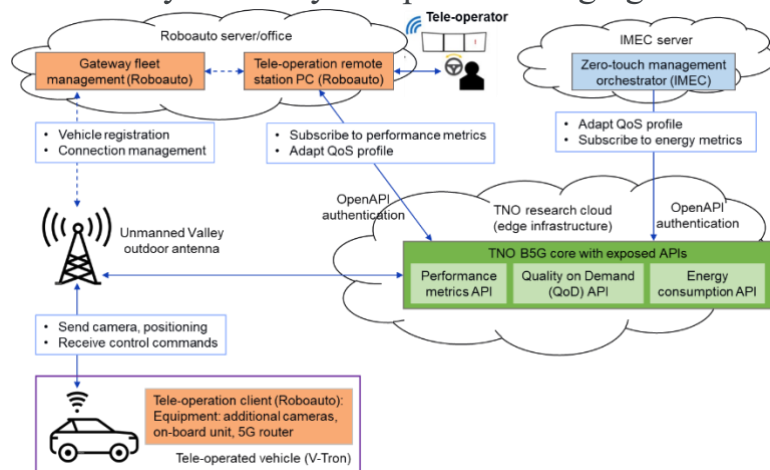 Roboauto server/office
Tele-operator
IMEC server
Gateway fleet
management (Roboauto)
Tele-operation remote
station PC (Roboauto)
Zero-touch management
orchestrator (IMEC)
• Vehicle registration
• Connection management
• Subscribe to performance metrics
• Adapt QoS profile
• Adapt QoS profile
• Subscribe to energy metrics
OpenAPI
authentication
TNO research cloud
(edge infrastructure)
OpenAPI
authentication
Unmanned Valley
outdoor antenna
TNO B5G core with exposed APIs
Performance
metrics API
Quality on Demand
(QoD) API
Energy
consumption API
• Send camera, positioning
• Receive control commands
Tele-operation client (Roboauto):
Equipment: additional cameras,
on-board unit, 5G router
Tele-operated vehicle (V-Tron)